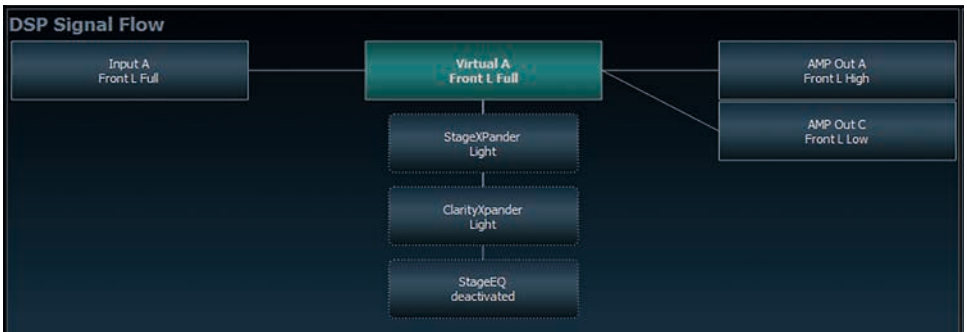 DSP Signal Flow
Input A
Front L Full
Virtual A
Front L Full
AMP Out A
Front L High
AMP Out C
Front L Low
StageXPander
Light
ClarityXpander
Light
StageEQ
deactivated